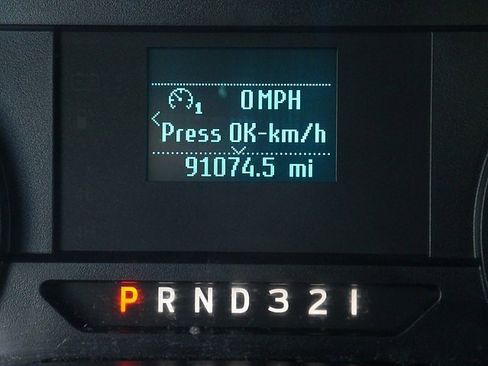 1 0 MPH
Press OK-km/h
91074.5 mi
P R N D 3 2 1